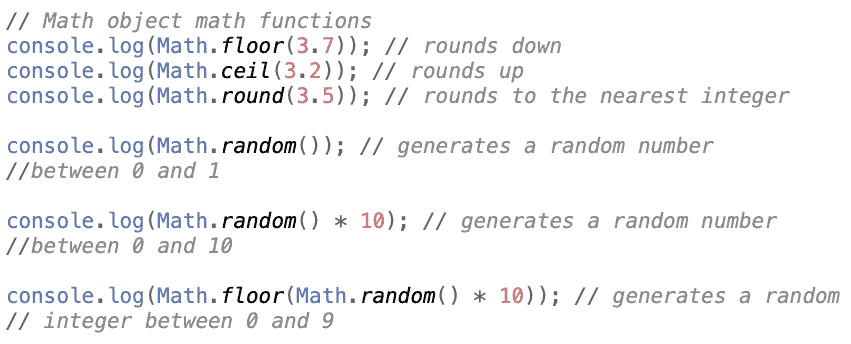 // Math object math functions
console.log(Math.floor(3.7)); // rounds down
console.log(Math.ceil(3.2)); // rounds up
console.log(Math.round(3.5)); // rounds to the nearest integer
console.log(Math.random()); // generates a random number
//between 0 and 1
console.log(Math.random() * 10); // generates a random number
//between 0 and 10
console.log(Math.floor(Math.random() * 10)); // generates a random
// integer between 0 and 9